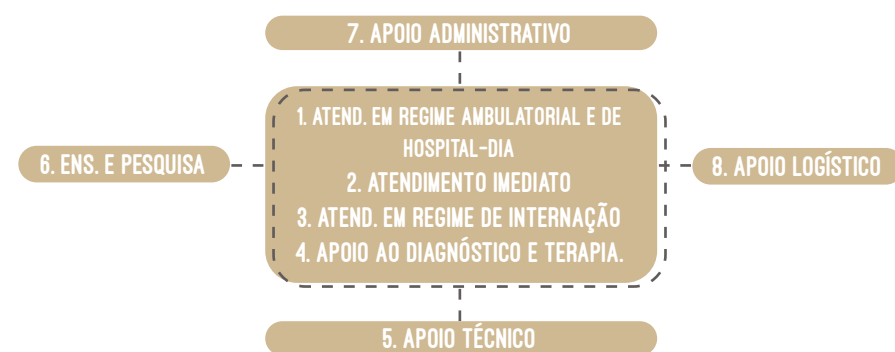 7. APOIO ADMINISTRATIVO
1. ATEND. EM REGIME AMBULATORIAL E DE
HOSPITAL-DIA
2. ATENDIMENTO IMEDIATO
3. ATEND. EM REGIME DE INTERNAÇÃO
4. APOIO AO DIAGNÓSTICO E TERAPIA.
6. ENS. E PESQUISA
8. APOIO LOGÍSTICO
5. APOIO TÉCNICO